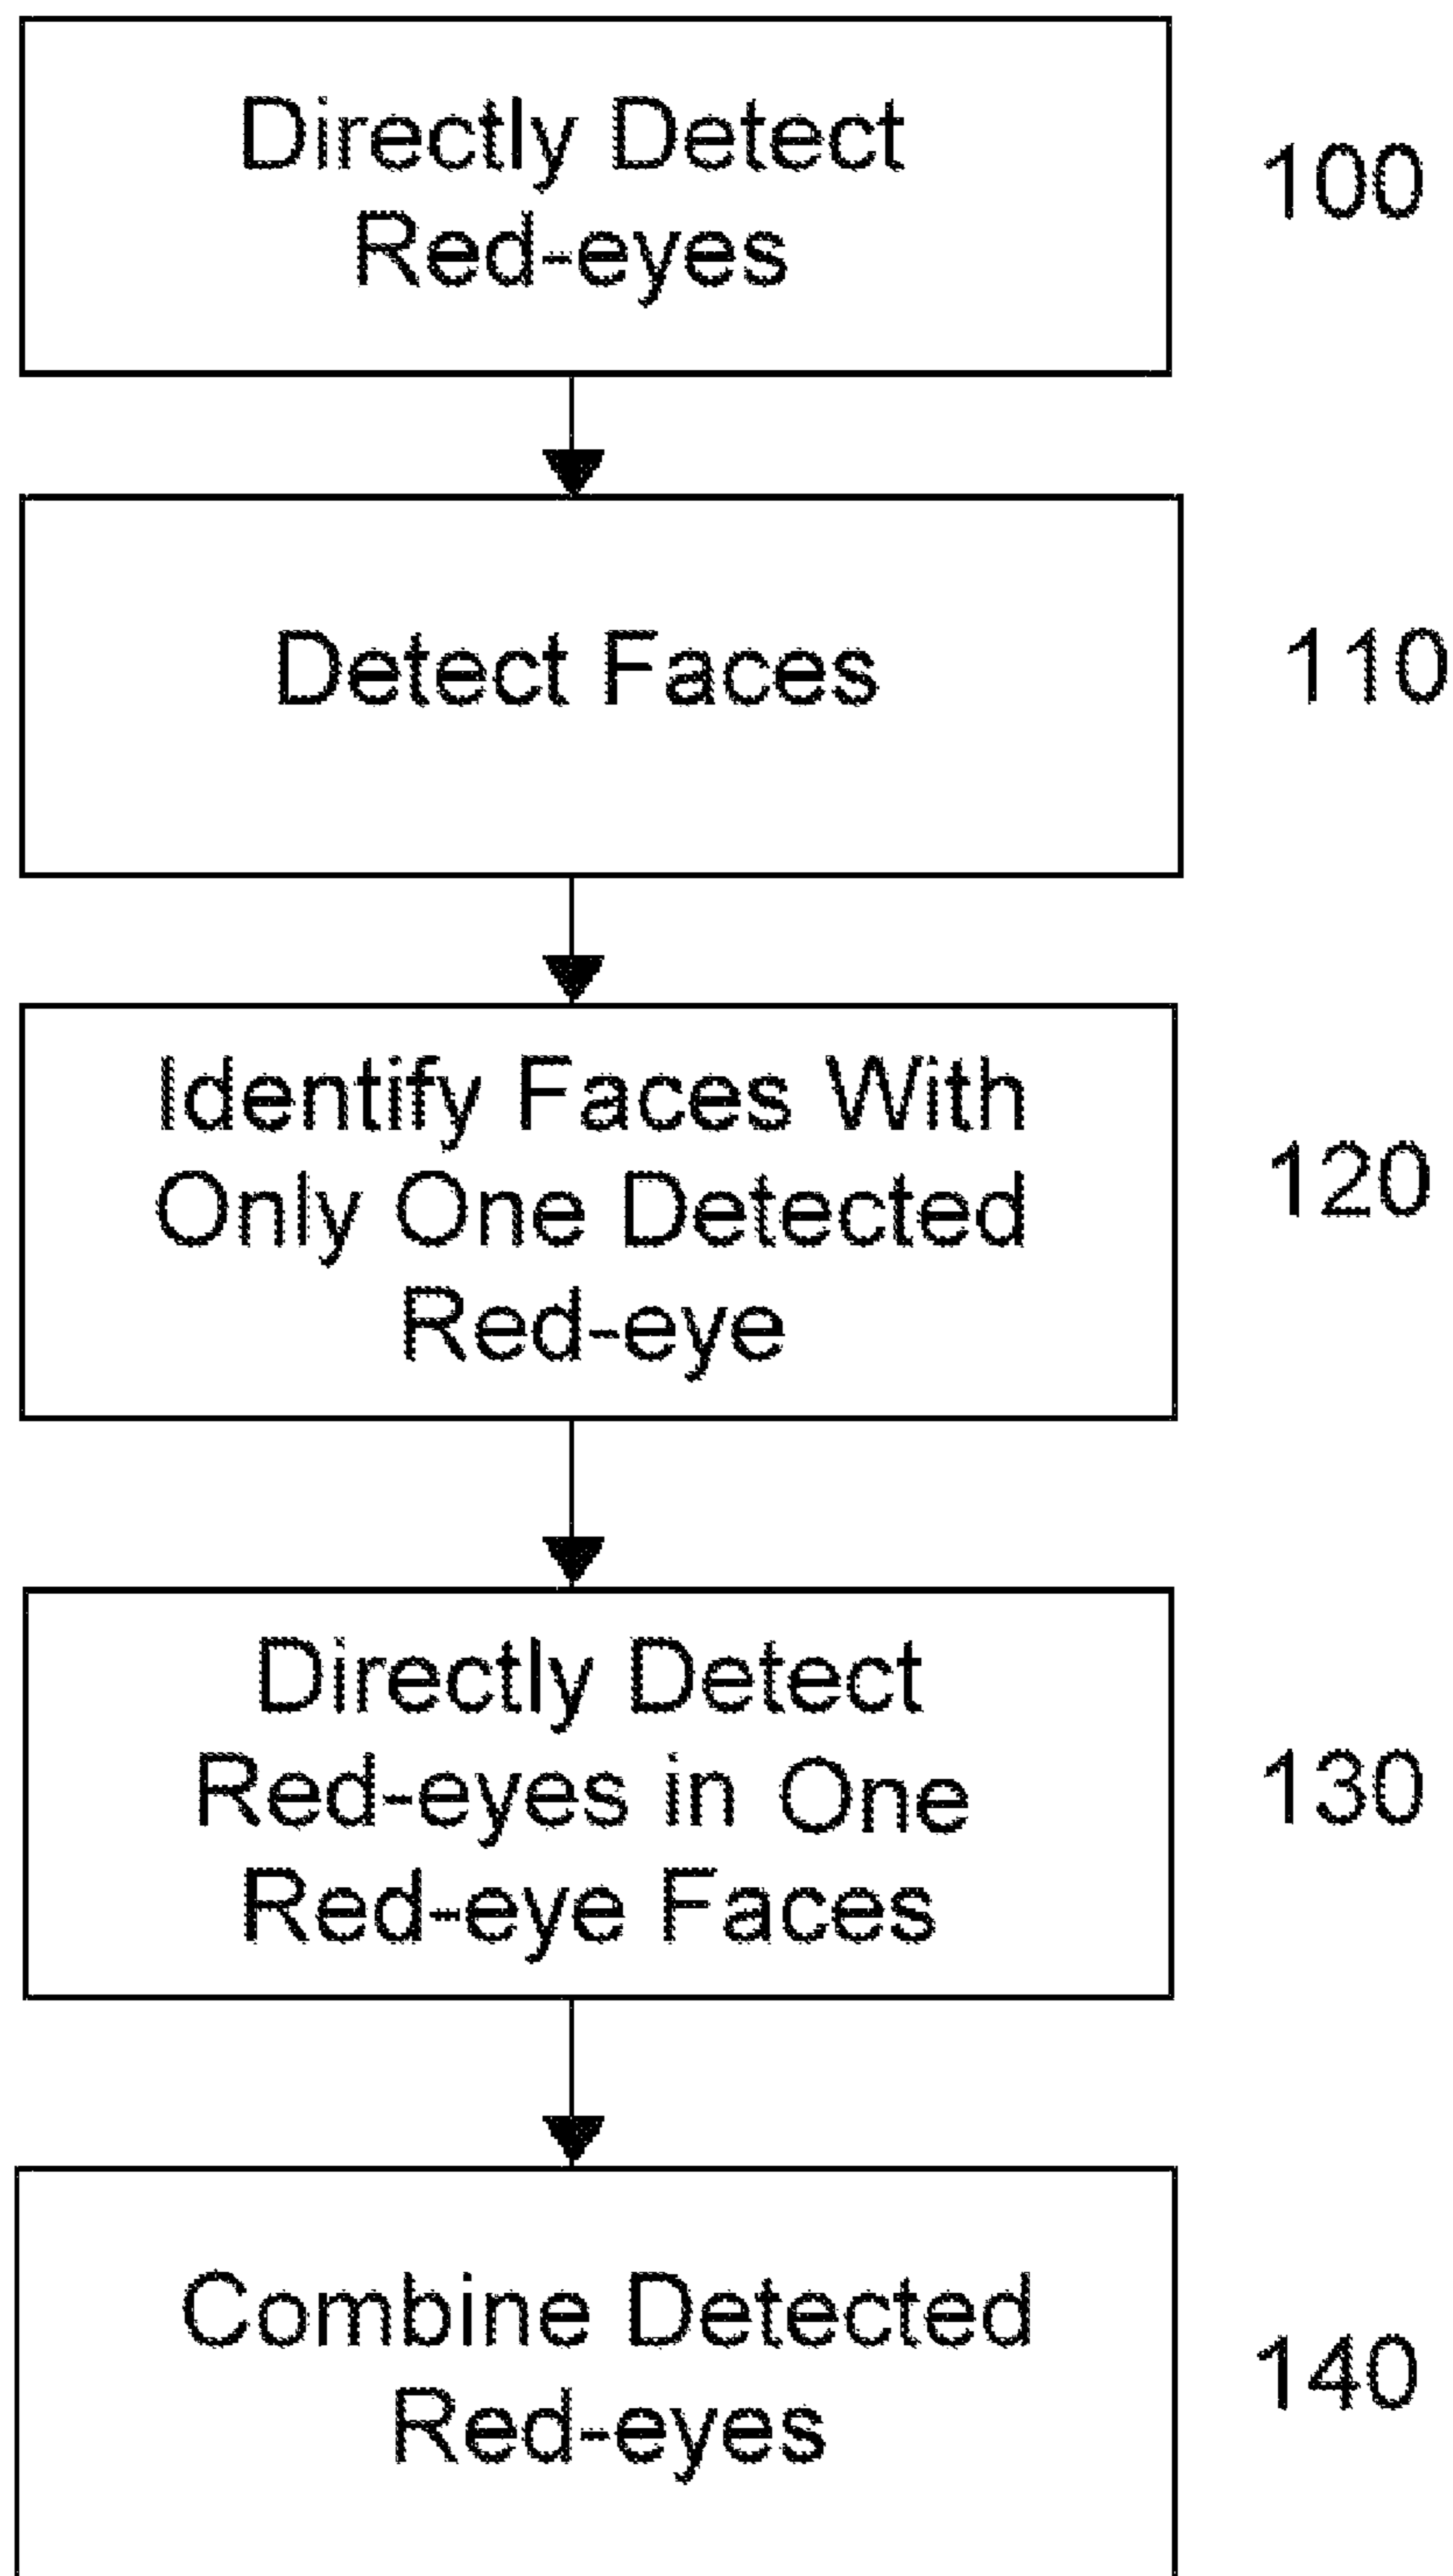 Directly Detect
Red-eyes
100
Detect Faces
110
Identify Faces With
Only One Detected
Red-eye
120
Directly Detect
Red-eyes in One
Red-eye Faces
130
Combine Detected
Red-eyes
140